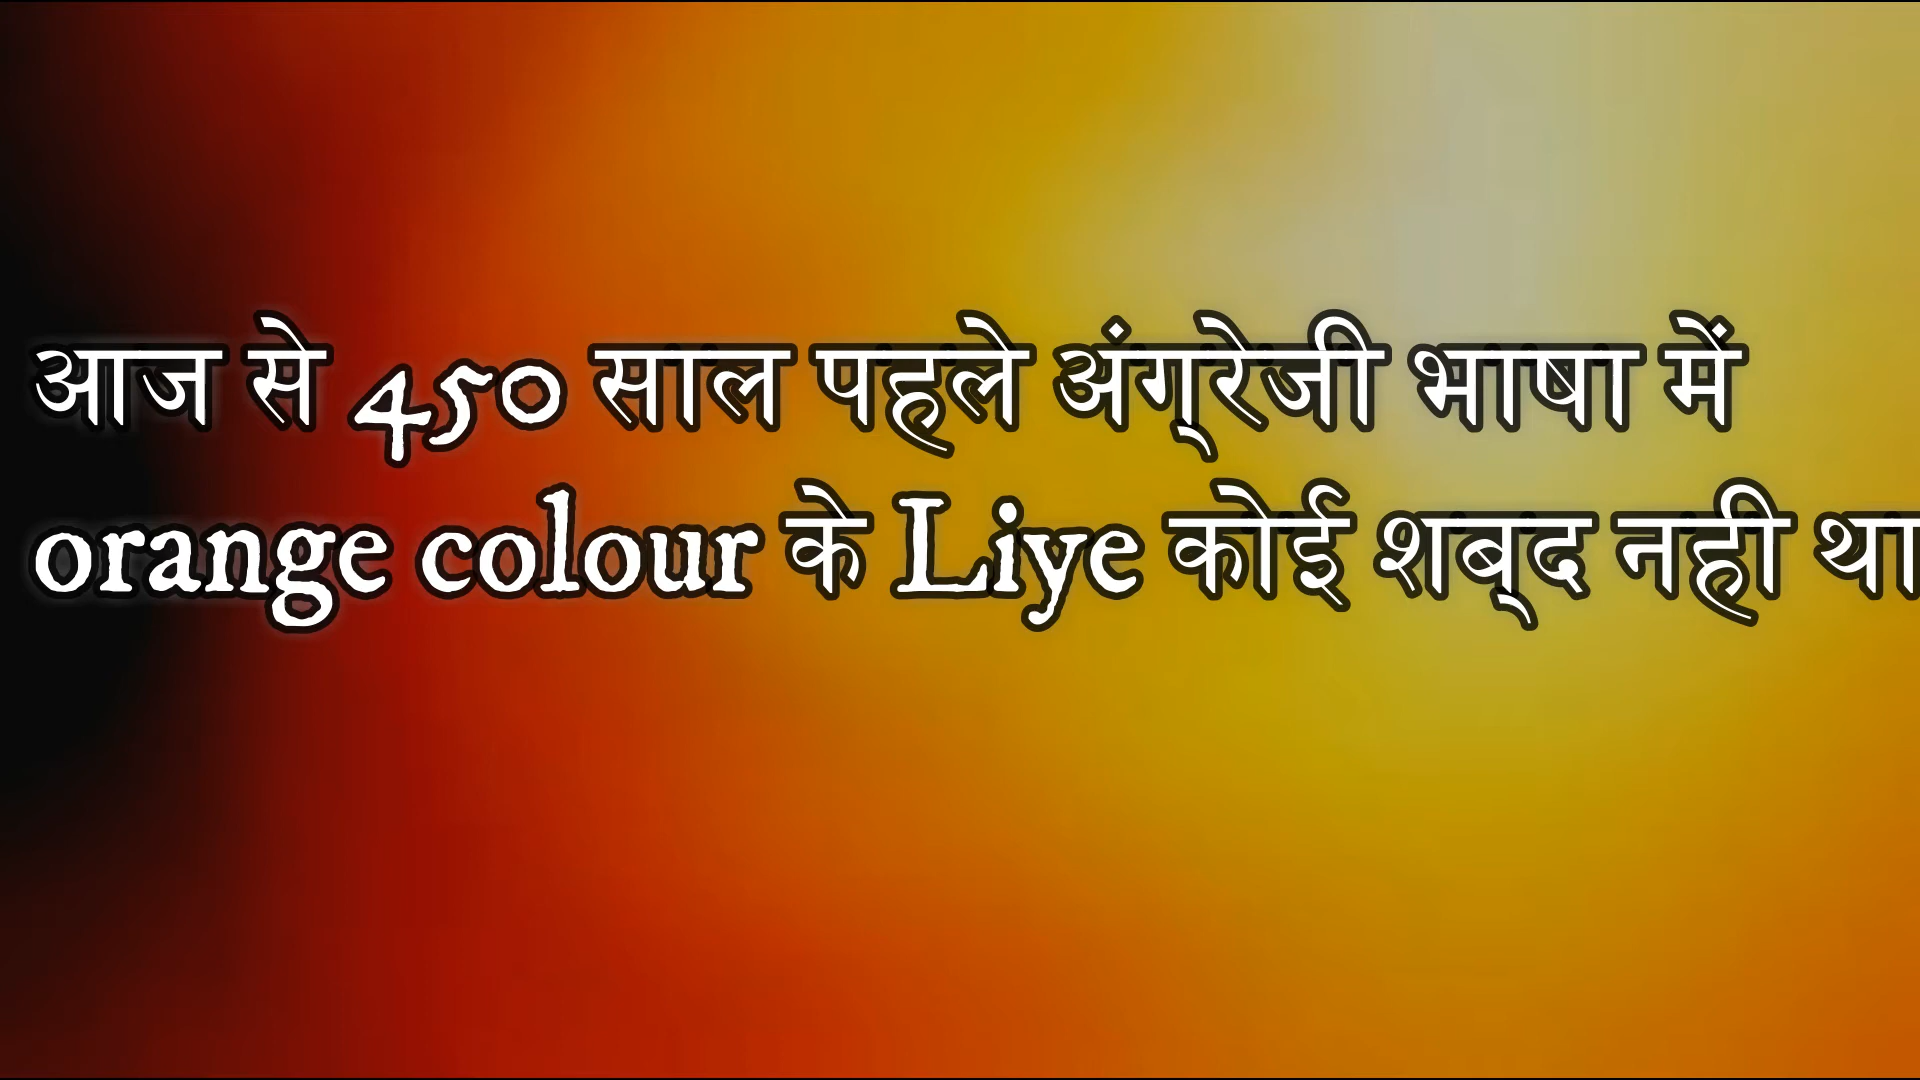 आज से 450 साल पहले अंग्रेजी भाषा में
orange colour के Liye कोई शब्द नही था